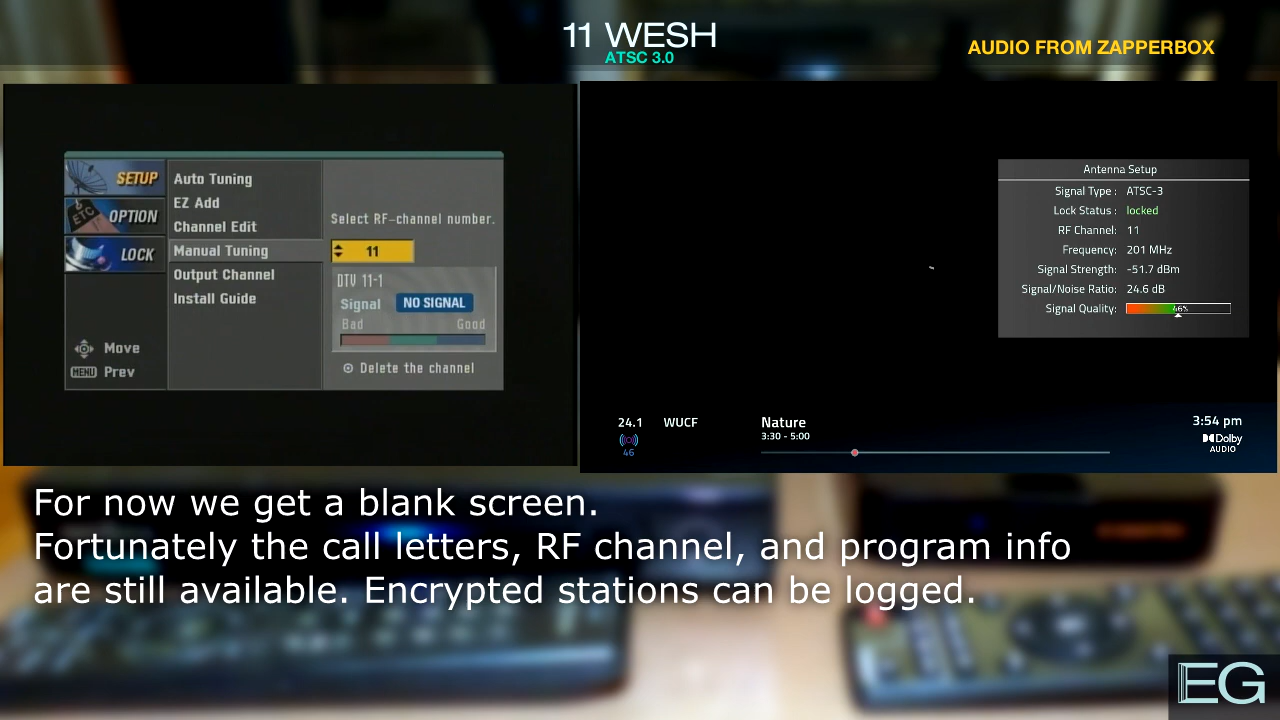 11 WESH
ATSC 3.0
AUDIO FROM ZAPPERBOX
SETUP
OPTION
LOCK
Move
MENU Prev
Auto Tuning
EZ Add
Channel Edit
Manual Tuning
Output Channel
Install Guide
Select RF-channel number.
11
DTV 11-1
Signal NO SIGNAL
Bad Good
Delete the channel
Antenna Setup
Signal Type : ATSC-3
Lock Status : locked
RF Channel: 11
Frequency: 201 MHz
Signal Strength: -51.7 dBm
Signal/Noise Ratio: 24.6 dB
Signal Quality: 46%
24.1 WUCF
46
Nature
3:30 - 5:00
3:54 pm
Dolby
AUDIO
For now we get a blank screen.
Fortunately the call letters, RF channel, and program info
are still available. Encrypted stations can be logged.
EG